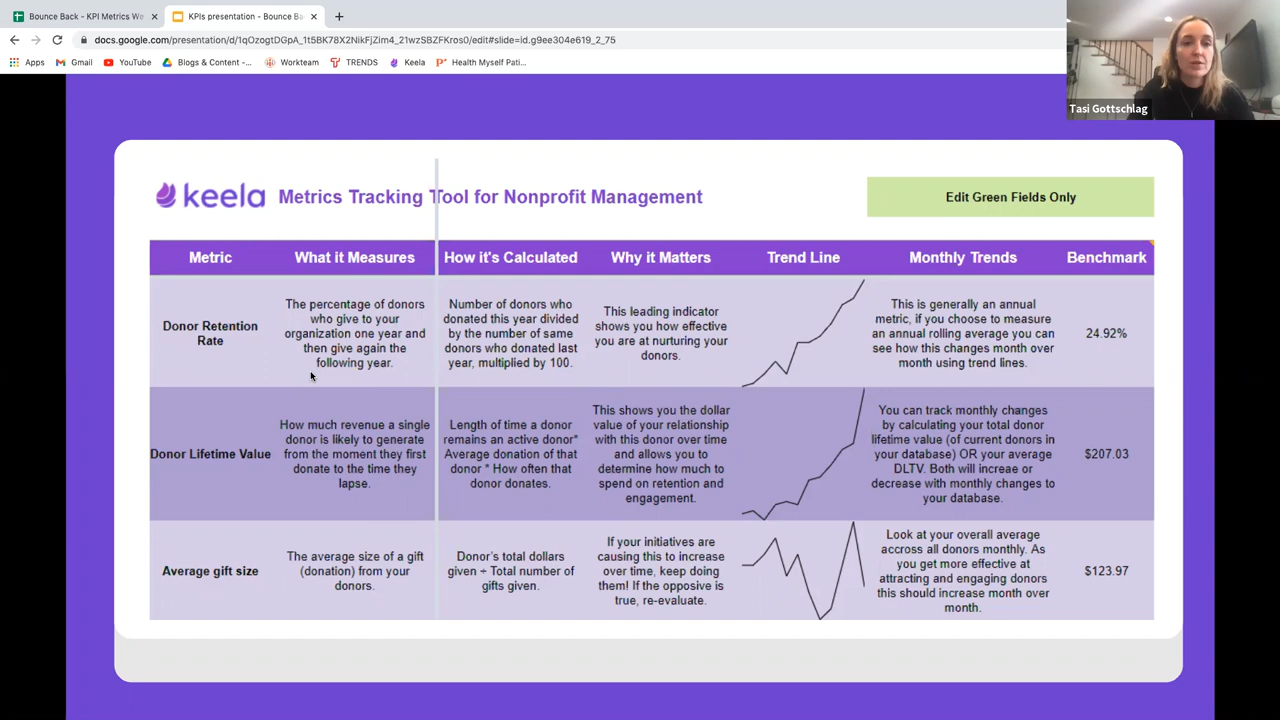 Bounce Back - KPI Metrics We
KPIs presentation - Bounce Ba
docs.google.com/presentation/d/1qOzogtDGpA_1t5BK78X2NikFjZim4_21wzSBZFKros0/edit#slide=id.g9ee304e619_2_75
Apps
Gmail
YouTube
Blogs & Content -...
Workteam
TRENDS
Keela
Health Myself Pati...
Tasi Gottschlag
keela
Metrics Tracking Tool for Nonprofit Management
Edit Green Fields Only
Metric
What it Measures
How it's Calculated
Why it Matters
Trend Line
Monthly Trends
Benchmark
Donor Retention
Rate
The percentage of donors
who give to your
organization one year and
then give again the
following year.
Number of donors who
donated this year divided
by the number of same
donors who donated last
year, multiplied by 100.
This leading indicator
shows you how effective
you are at nurturing your
donors.
This is generally an annual
metric, if you choose to measure
an annual rolling average you can
see how this changes month over
month using trend lines.
24.92%
Donor Lifetime Value
How much revenue a single
donor is likely to generate
from the moment they first
donate to the time they
lapse.
Length of time a donor
remains an active donor*
Average donation of that
donor * How often that
donor donates.
This shows you the dollar
value of your relationship
with this donor over time
and allows you to
determine how much to
spend on retention and
engagement.
You can track monthly changes
by calculating your total donor
lifetime value (of current donors in
your database) OR your average
DLTV. Both will increae or
decrease with monthly changes to
your database.
$207.03
Average gift size
The average size of a gift
(donation) from your
donors.
Donor's total dollars
given ÷ Total number of
gifts given.
If your initiatives are
causing this to increase
over time, keep doing
them! If the opposive is
true, re-evaluate.
Look at your overall average
accross all donors monthly. As
you get more effective at
attracting and engaging donors
this should increase month over
month.
$123.97